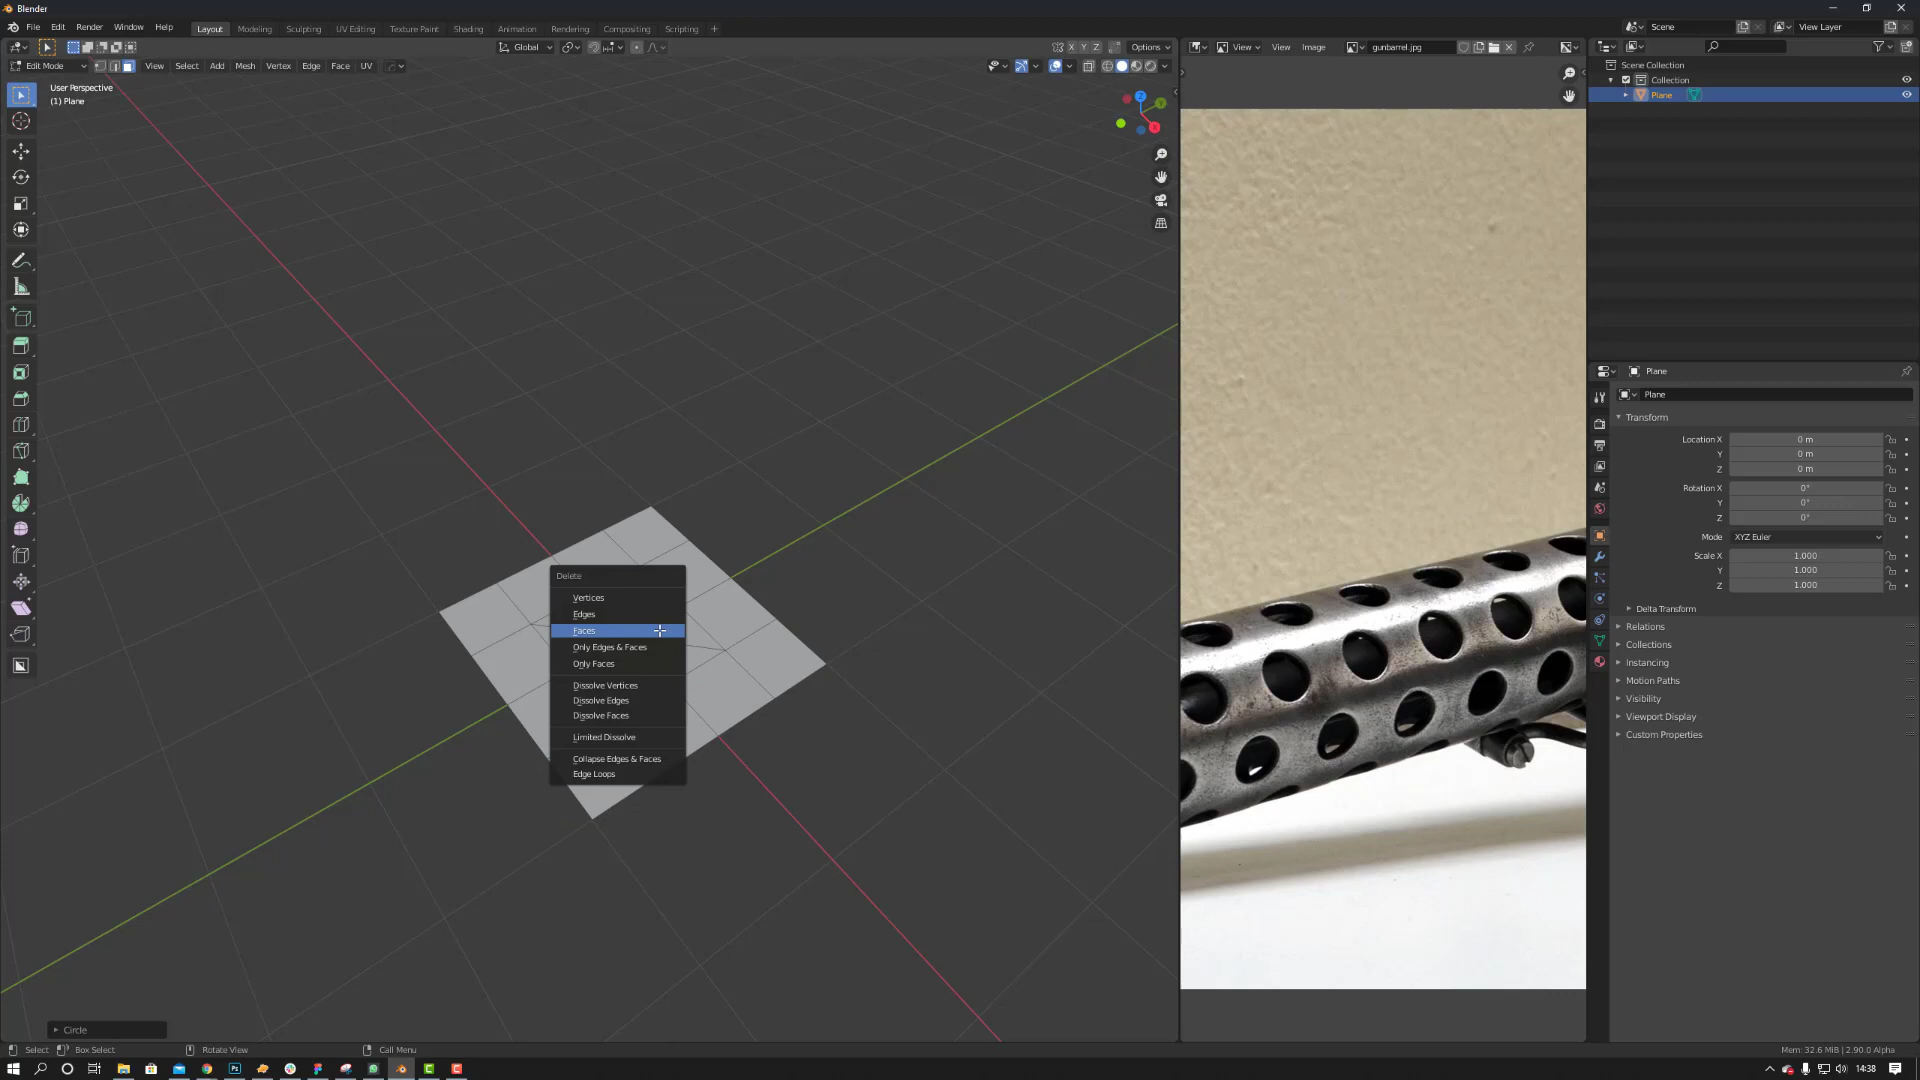 Blender
File Edit Render Window Help Layout Modeling Sculpting UV Editing Texture Paint Shading Animation Rendering Compositing Scripting + Scene View Layer
Global X Y Z Options View View Image gunbarrel.jpg
Edit Mode View Select Add Mesh Vertex Edge Face UV
User Perspective
(1) Plane
Scene Collection
Collection
Plane
Z
Y
X
Delete
Vertices
Edges
Faces
Only Edges & Faces
Only Faces
Dissolve Vertices
Dissolve Edges
Dissolve Faces
Limited Dissolve
Collapse Edges & Faces
Edge Loops
Plane
Plane
Transform
Location X 0 m
Y 0 m
Z 0 m
Rotation X 0°
Y 0°
Z 0°
Mode XYZ Euler
Scale X 1.000
Y 1.000
Z 1.000
Delta Transform
Relations
Collections
Instancing
Motion Paths
Visibility
Viewport Display
Custom Properties
Circle
Select Box Select Rotate View Call Menu Mem: 32.6 MiB | 2.90.0 Alpha
Ps C C 14:38